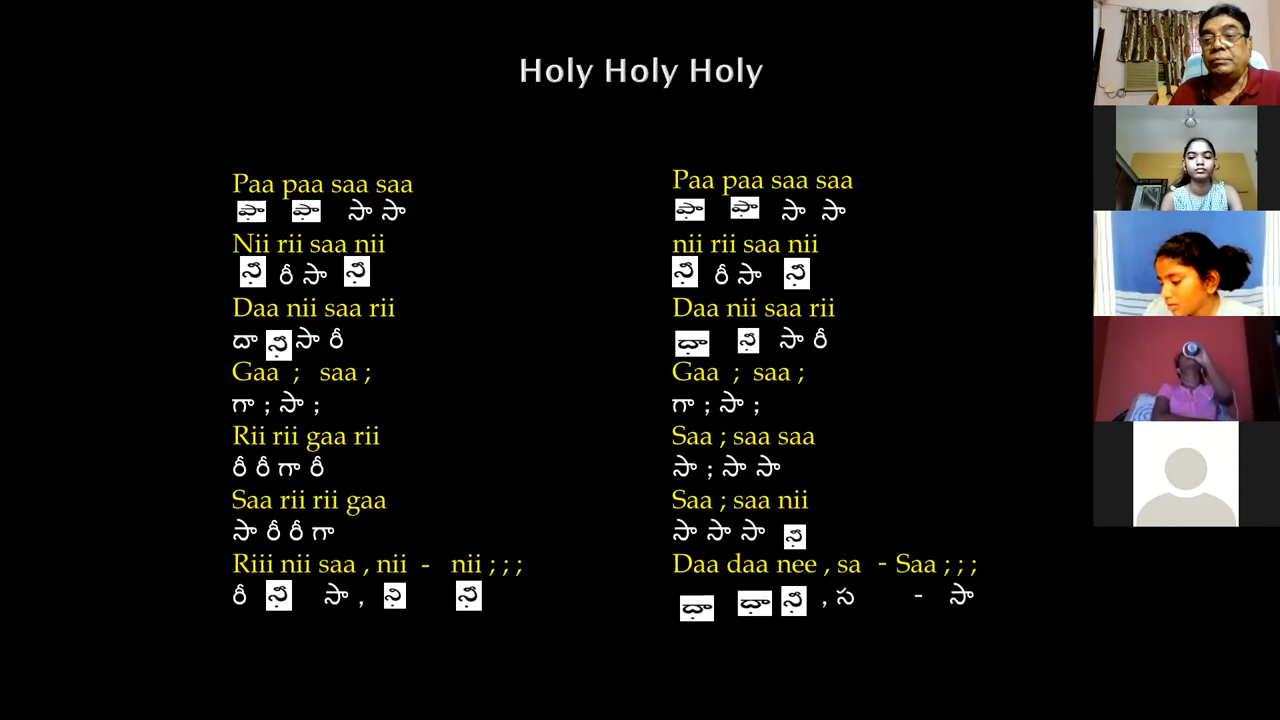 Holy Holy Holy
Paa paa saa saa
పా̣ పా̣ సా సా
Nii rii saa nii
నీ̣ రీ సా నీ̣
Daa nii saa rii
దా నీ̣ సా రీ
Gaa ; saa ;
గా ; సా ;
Rii rii gaa rii
రీ రీ గా రీ
Saa rii rii gaa
సా రీ రీ గా
Riii nii saa , nii - nii ; ; ;
రీ నీ̣ సా , ని̣ నీ̣
Paa paa saa saa
పా̣ పా̣ సా సా
nii rii saa nii
నీ̣ రీ సా నీ̣
Daa nii saa rii
ధా̣ నీ̣ సా రీ
Gaa ; saa ;
గా ; సా ;
Saa ; saa saa
సా ; సా సా
Saa ; saa nii
సా సా సా నీ̣
Daa daa nee , sa - Saa ; ; ;
ధా̣ ధా̣ నీ̣ , స - సా